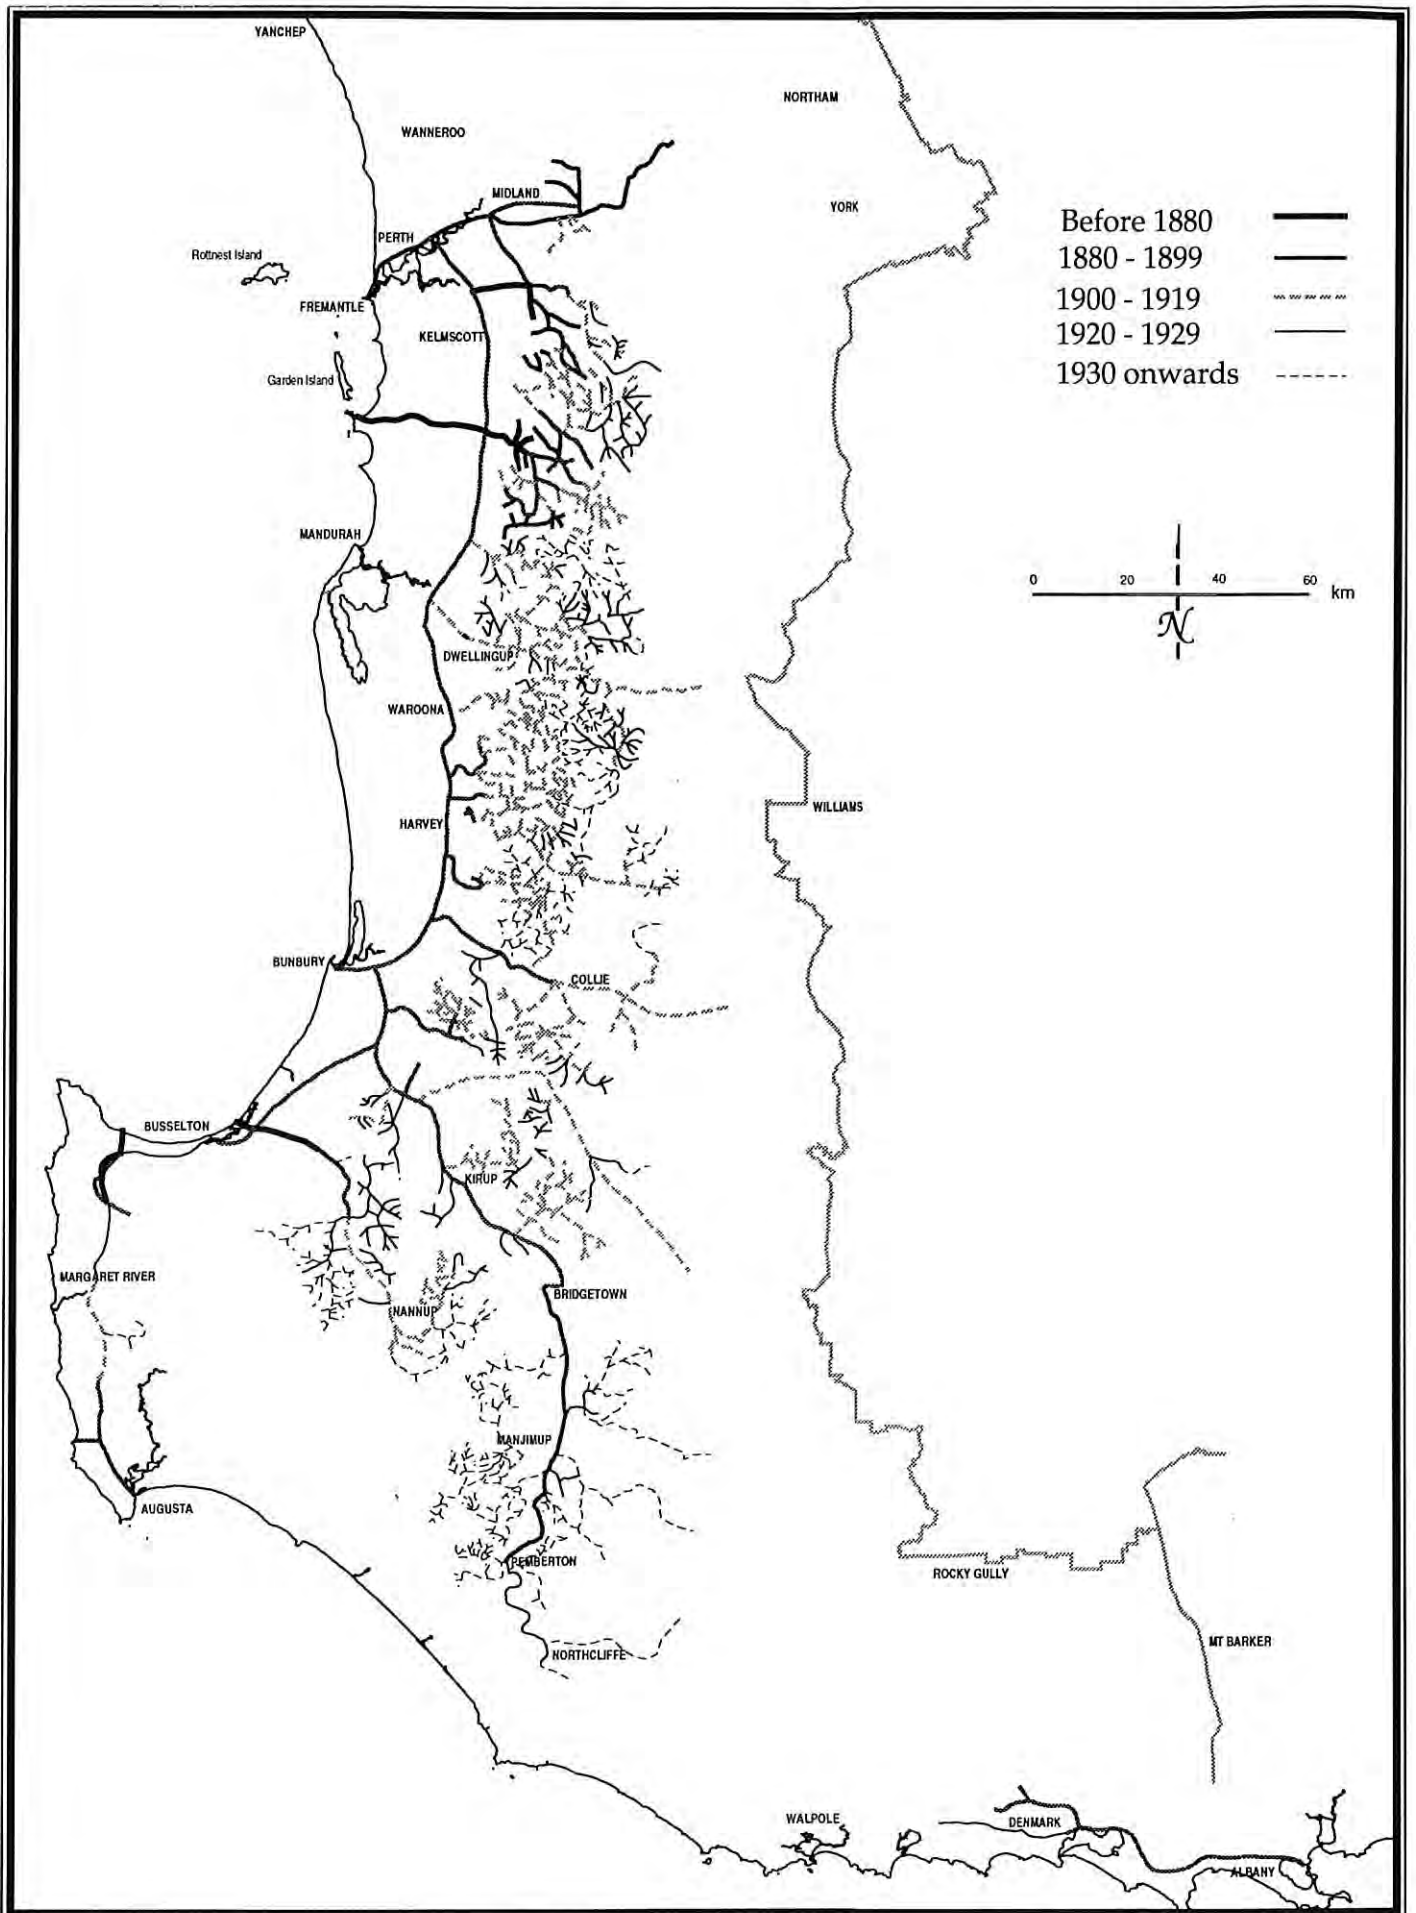 YANCHEP
NORTHAM
WANNEROO
MIDLAND
YORK
Before 1880
PERTH
Rottnest Island
1880 - 1899
1900 - 1919
FREMANTLE
KELMSCOTT
1920 - 1929
Garden Island
1930 onwards
MANDURAH
0 20 40 60 km
N
DWELLINGUP
WAROONA
WILLIAMS
HARVEY
BUNBURY
COLLIE
BUSSELTON
KIRUP
MARGARET RIVER
BRIDGETOWN
NANNUP
MANJIMUP
AUGUSTA
PEMBERTON
ROCKY GULLY
MT BARKER
NORTHCLIFFE
WALPOLE
DENMARK
ALBANY